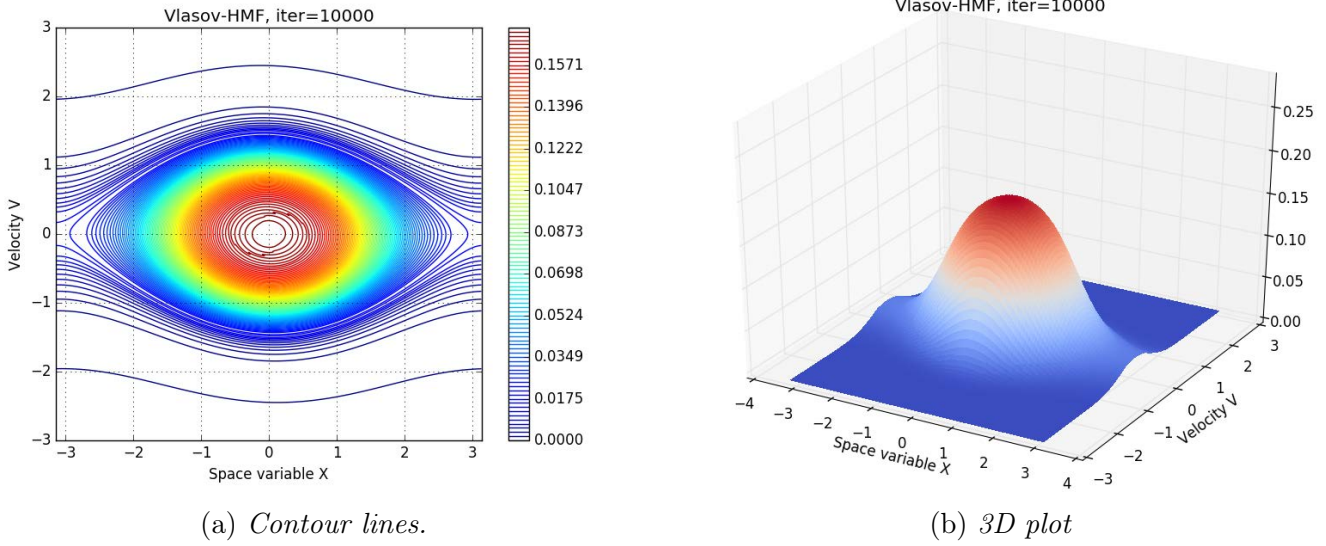 Vlasov-HMF, iter=10000
3
2
1
0
−1
−2
−3
Velocity V
−3 −2 −1 0 1 2 3
Space variable X
0.1571
0.1396
0.1222
0.1047
0.0873
0.0698
0.0524
0.0349
0.0175
0.0000
(a) Contour lines.
Vlasov-HMF, iter=10000
0.25
0.20
0.15
0.10
0.05
0.00
−4 −3 −2 −1 0 1 2 3 4
Space variable X
−3 −2 −1 0 1 2 3
Velocity V
(b) 3D plot